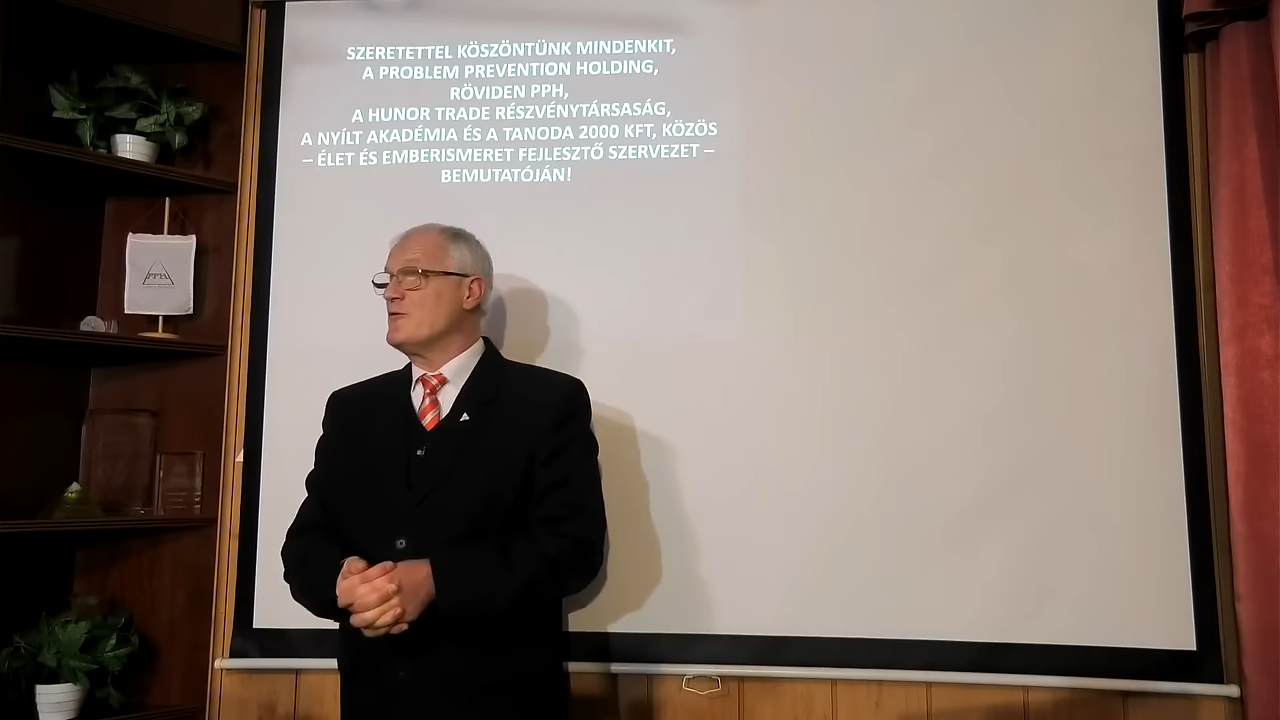 SZERETETTEL KÖSZÖNTÜNK MINDENKIT,
A PROBLEM PREVENTION HOLDING,
RÖVIDEN PPH,
A HUNOR TRADE RÉSZVÉNYTÁRSASÁG,
A NYÍLT AKADÉMIA ÉS A TANODA 2000 KFT, KÖZÖS
– ÉLET ÉS EMBERISMERET FEJLESZTŐ SZERVEZET –
BEMUTATÓJÁN!
PPH